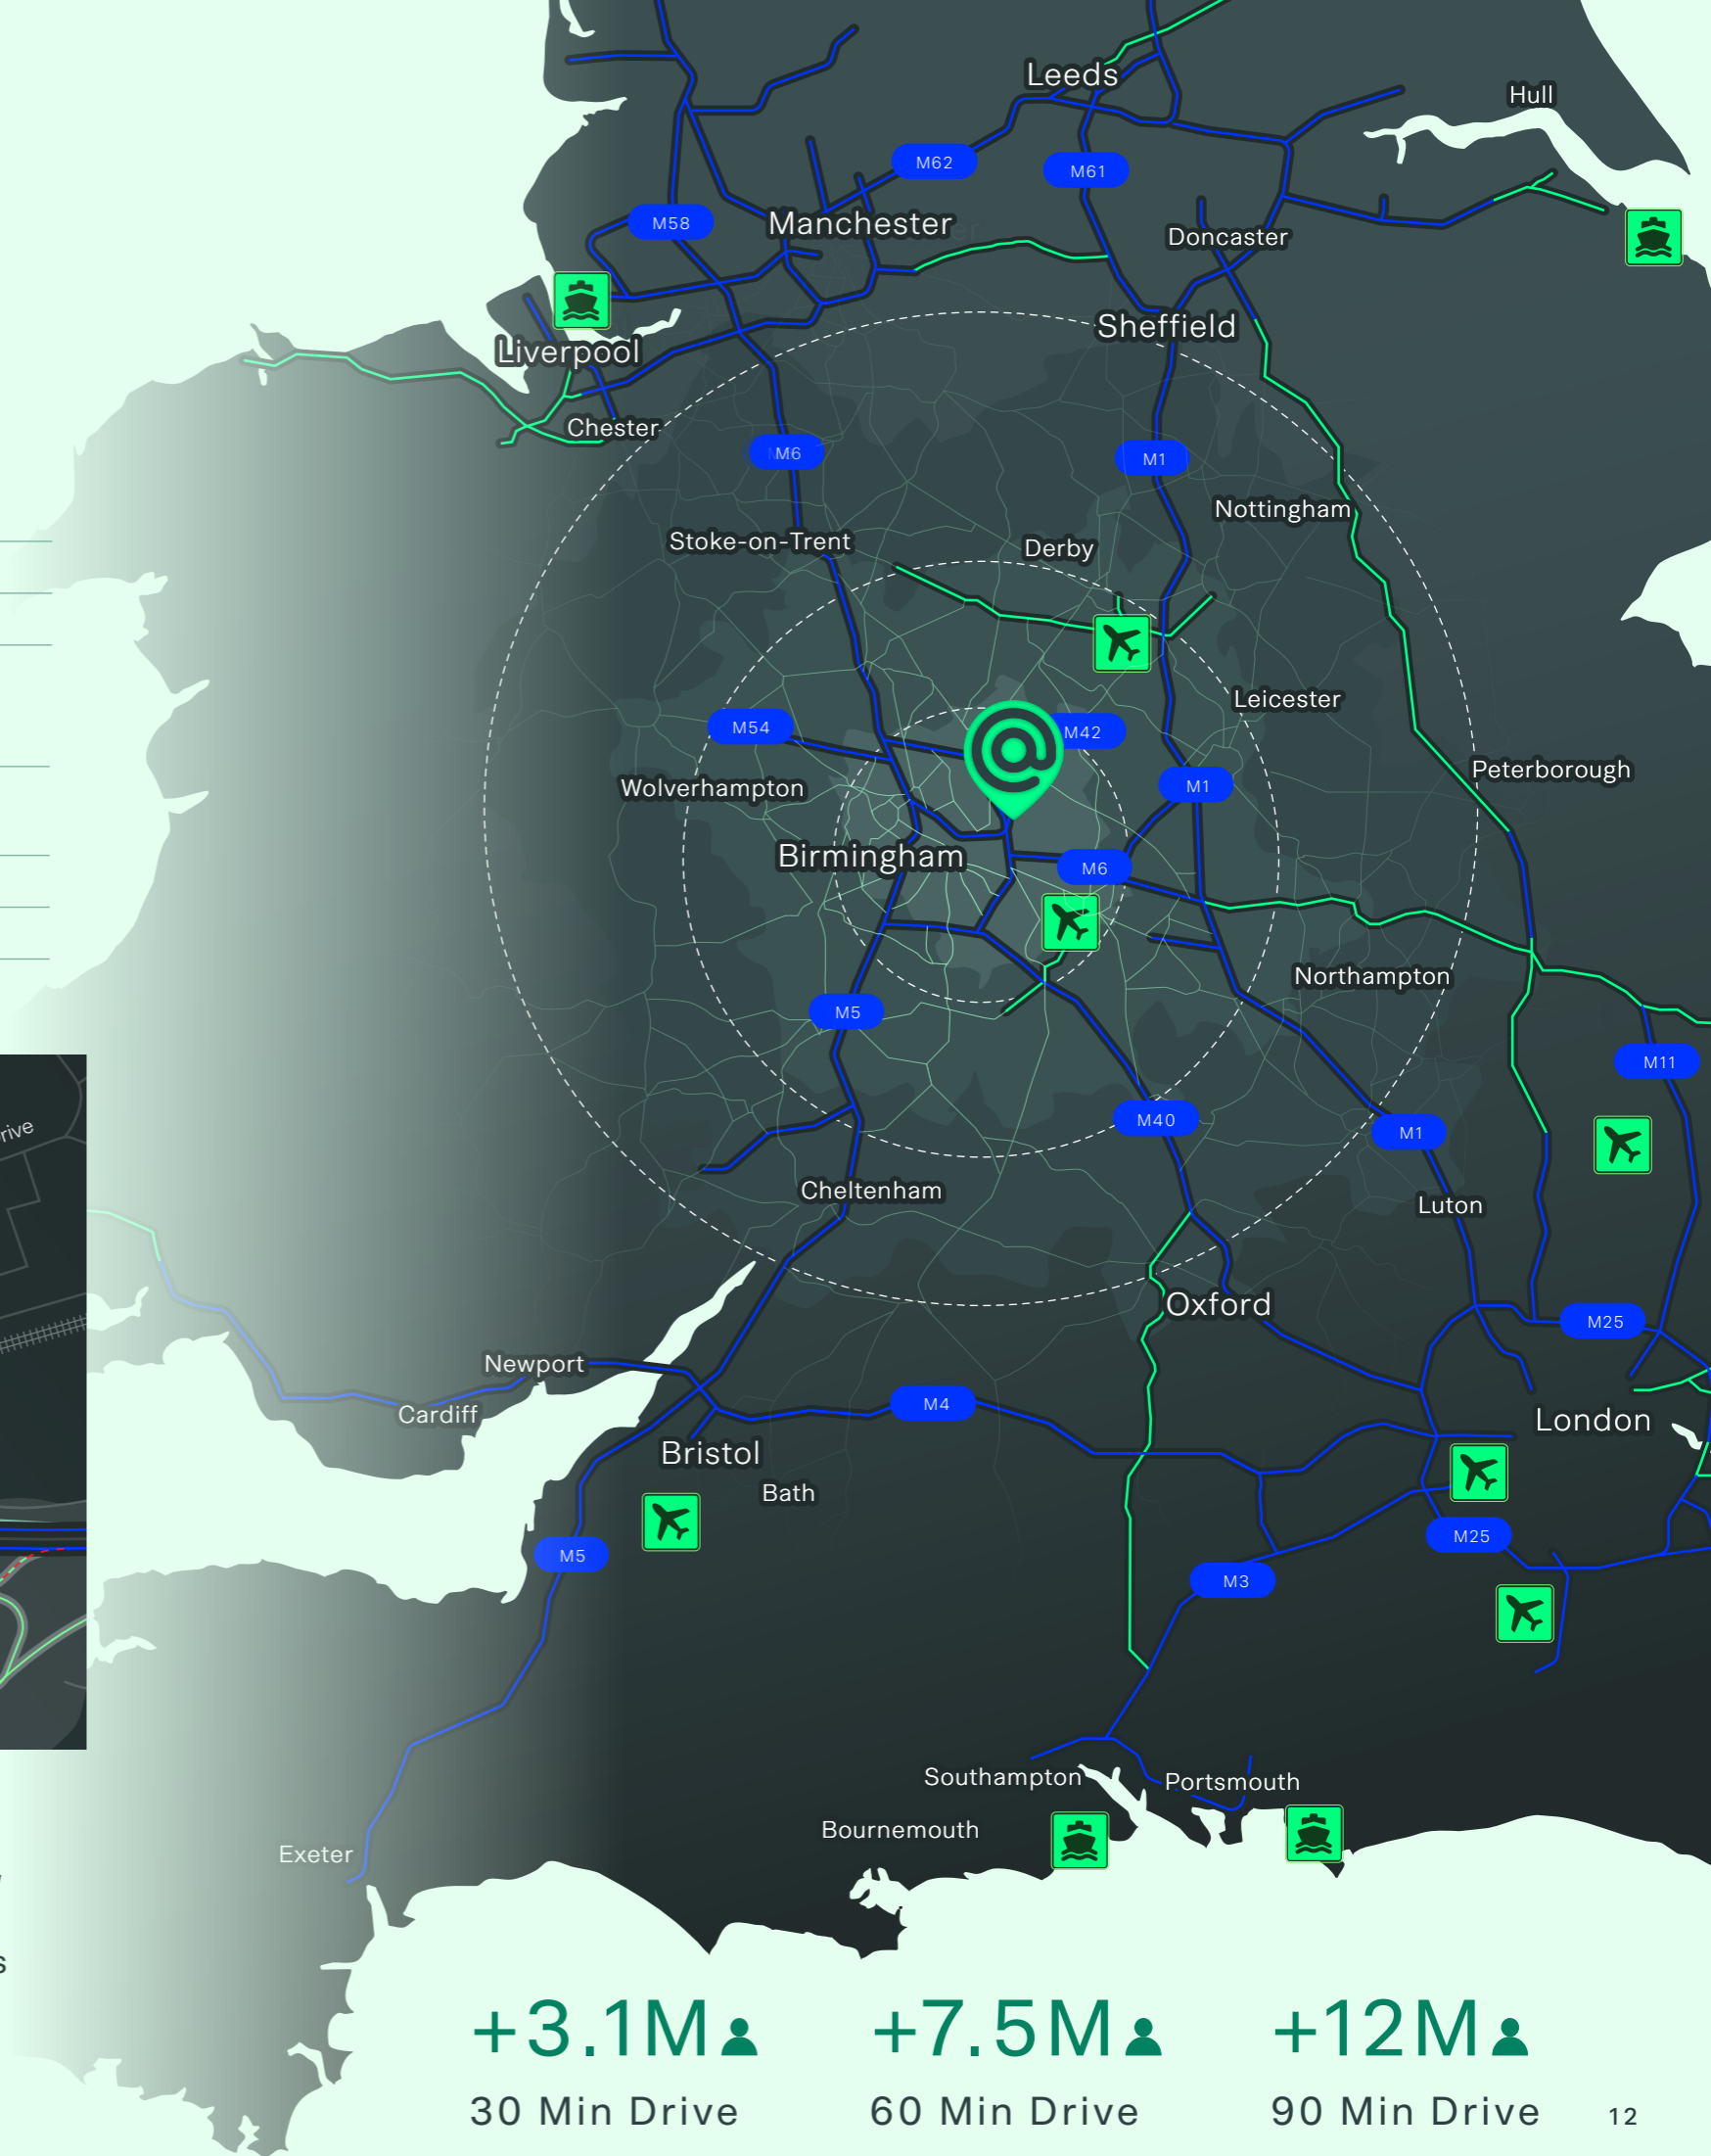 Leeds
Hull
M62
M61
M58
Manchester
Doncaster
Sheffield
Liverpool
Chester
M6
M1
Nottingham
Stoke-on-Trent
Derby
Leicester
M54
M42
Peterborough
Wolverhampton
M1
Birmingham
M6
Northampton
M5
M11
M40
M1
rive
Cheltenham
Luton
Oxford
M25
Newport
M4
Cardiff
London
Bristol
Bath
M25
M5
M3
Southampton
Portsmouth
Bournemouth
Exeter
s
+3.1M
+7.5M
+12M
30 Min Drive
60 Min Drive
90 Min Drive
12